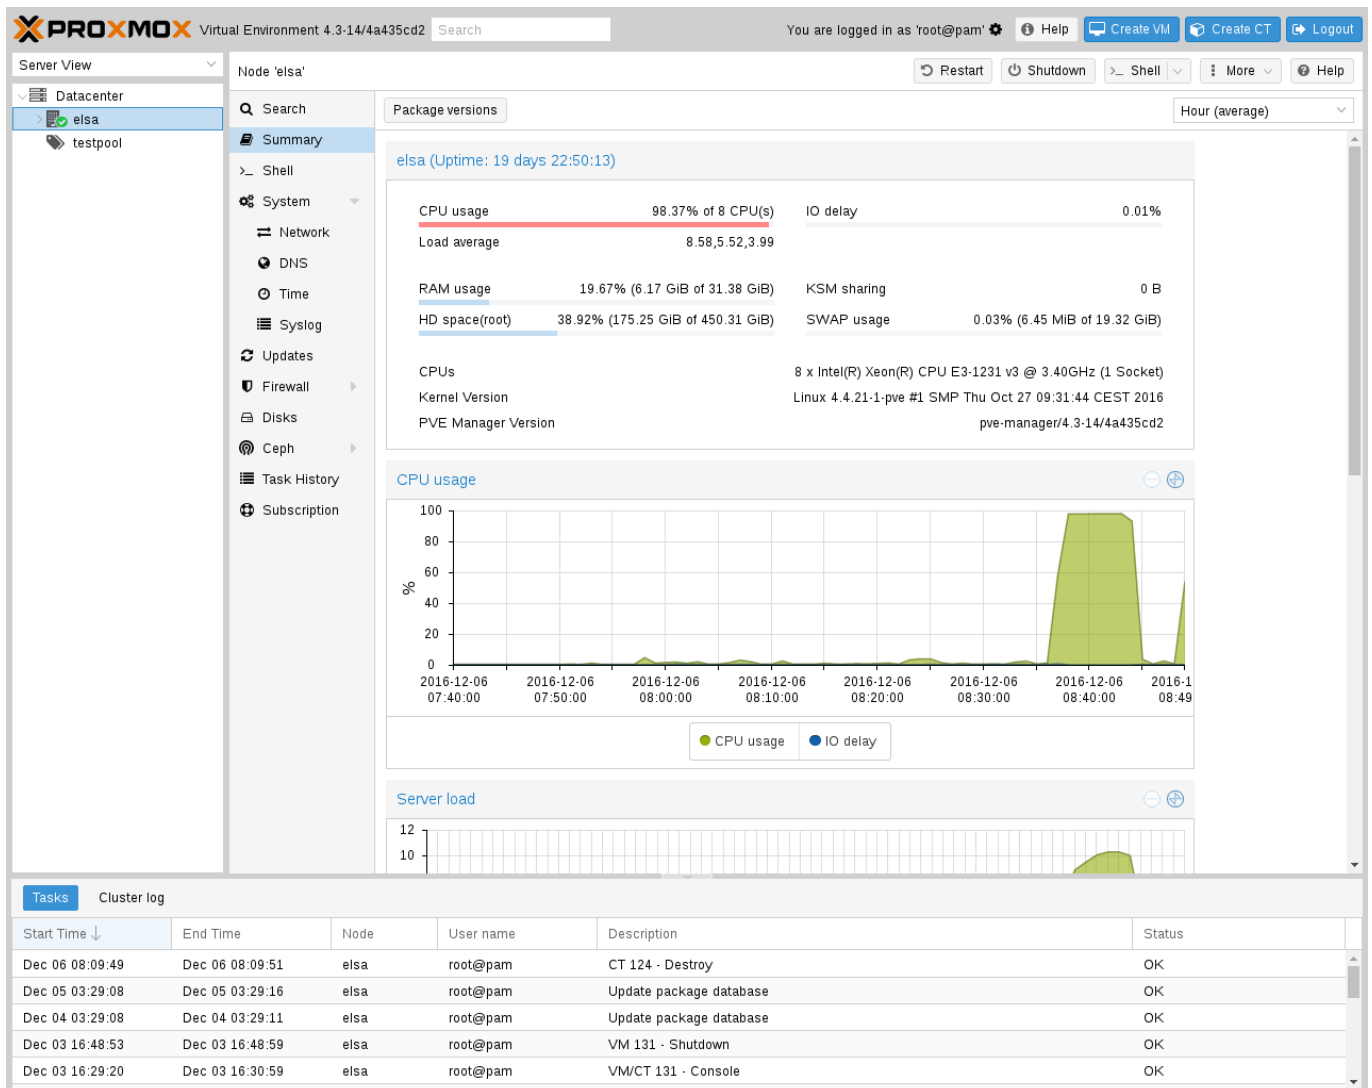 PROXMOX Virtual Environment 4.3-14/4a435cd2 Search You are logged in as 'root@pam' Help Create VM Create CT Logout
Server View
Datacenter
elsa
testpool
Node 'elsa' Restart Shutdown Shell More Help
Search
Summary
Shell
System
Network
DNS
Time
Syslog
Updates
Firewall
Disks
Ceph
Task History
Subscription
Package versions Hour (average)
elsa (Uptime: 19 days 22:50:13)
CPU usage 98.37% of 8 CPU(s) IO delay 0.01%
Load average 8.58,5.52,3.99
RAM usage 19.67% (6.17 GiB of 31.38 GiB) KSM sharing 0 B
HD space(root) 38.92% (175.25 GiB of 450.31 GiB) SWAP usage 0.03% (6.45 MiB of 19.32 GiB)
CPUs 8 x Intel(R) Xeon(R) CPU E3-1231 v3 @ 3.40GHz (1 Socket)
Kernel Version Linux 4.4.21-1-pve #1 SMP Thu Oct 27 09:31:44 CEST 2016
PVE Manager Version pve-manager/4.3-14/4a435cd2
CPU usage
100
80
60
%
40
20
0
2016-12-06 2016-12-06 2016-12-06 2016-12-06 2016-12-06 2016-12-06 2016-12-06 2016-1
07:40:00 07:50:00 08:00:00 08:10:00 08:20:00 08:30:00 08:40:00 08:49
CPU usage IO delay
Server load
12
10
Tasks Cluster log
Start Time End Time Node User name Description Status
Dec 06 08:09:49 Dec 06 08:09:51 elsa root@pam CT 124 - Destroy OK
Dec 05 03:29:08 Dec 05 03:29:16 elsa root@pam Update package database OK
Dec 04 03:29:08 Dec 04 03:29:11 elsa root@pam Update package database OK
Dec 03 16:48:53 Dec 03 16:48:59 elsa root@pam VM 131 - Shutdown OK
Dec 03 16:29:20 Dec 03 16:30:59 elsa root@pam VM/CT 131 - Console OK